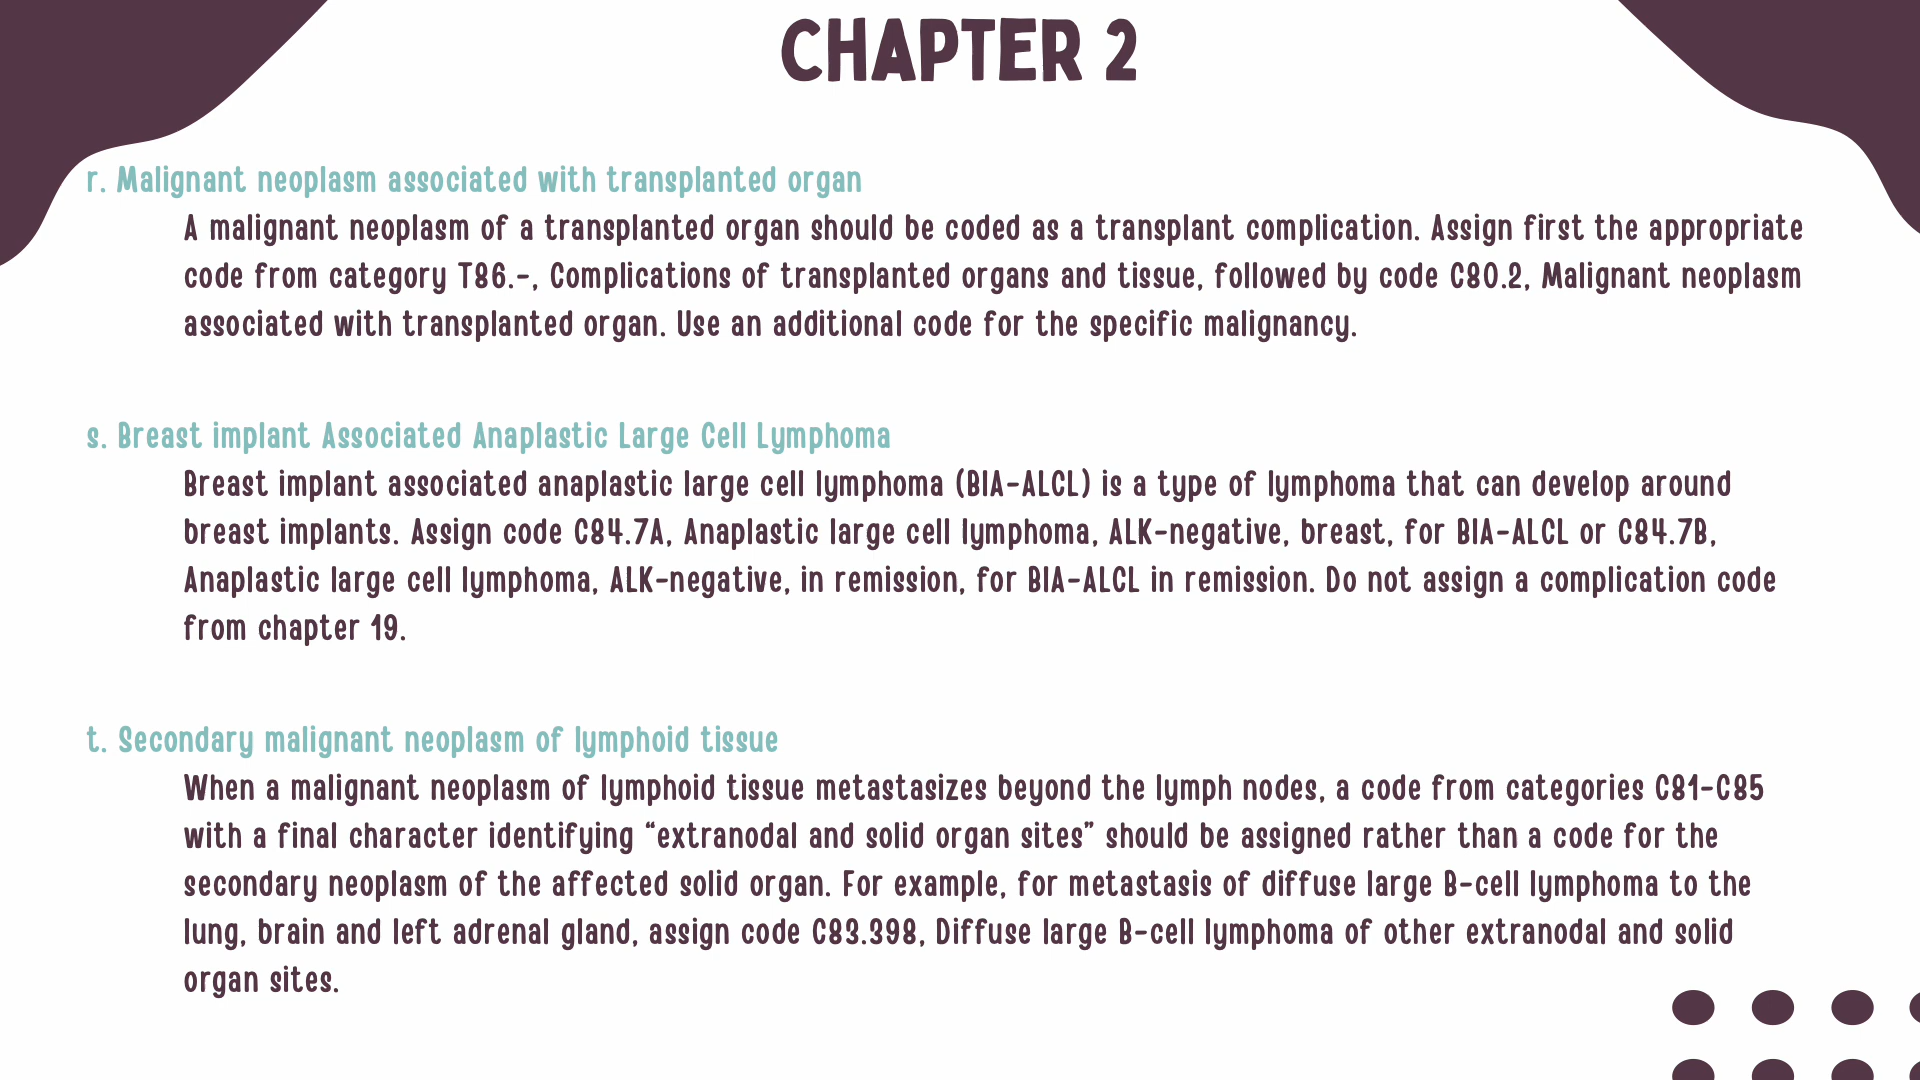 CHAPTER 2
r. Malignant neoplasm associated with transplanted organ
A malignant neoplasm of a transplanted organ should be coded as a transplant complication. Assign first the appropriate
code from category T86.-, Complications of transplanted organs and tissue, followed by code C80.2, Malignant neoplasm
associated with transplanted organ. Use an additional code for the specific malignancy.
s. Breast implant Associated Anaplastic Large Cell Lymphoma
Breast implant associated anaplastic large cell lymphoma (BIA-ALCL) is a type of lymphoma that can develop around
breast implants. Assign code C84.7A, Anaplastic large cell lymphoma, ALK-negative, breast, for BIA-ALCL or C84.7B,
Anaplastic large cell lymphoma, ALK-negative, in remission, for BIA-ALCL in remission. Do not assign a complication code
from chapter 19.
t. Secondary malignant neoplasm of lymphoid tissue
When a malignant neoplasm of lymphoid tissue metastasizes beyond the lymph nodes, a code from categories C81-C85
with a final character identifying “extranodal and solid organ sites” should be assigned rather than a code for the
secondary neoplasm of the affected solid organ. For example, for metastasis of diffuse large B-cell lymphoma to the
lung, brain and left adrenal gland, assign code C83.398, Diffuse large B-cell lymphoma of other extranodal and solid
organ sites.